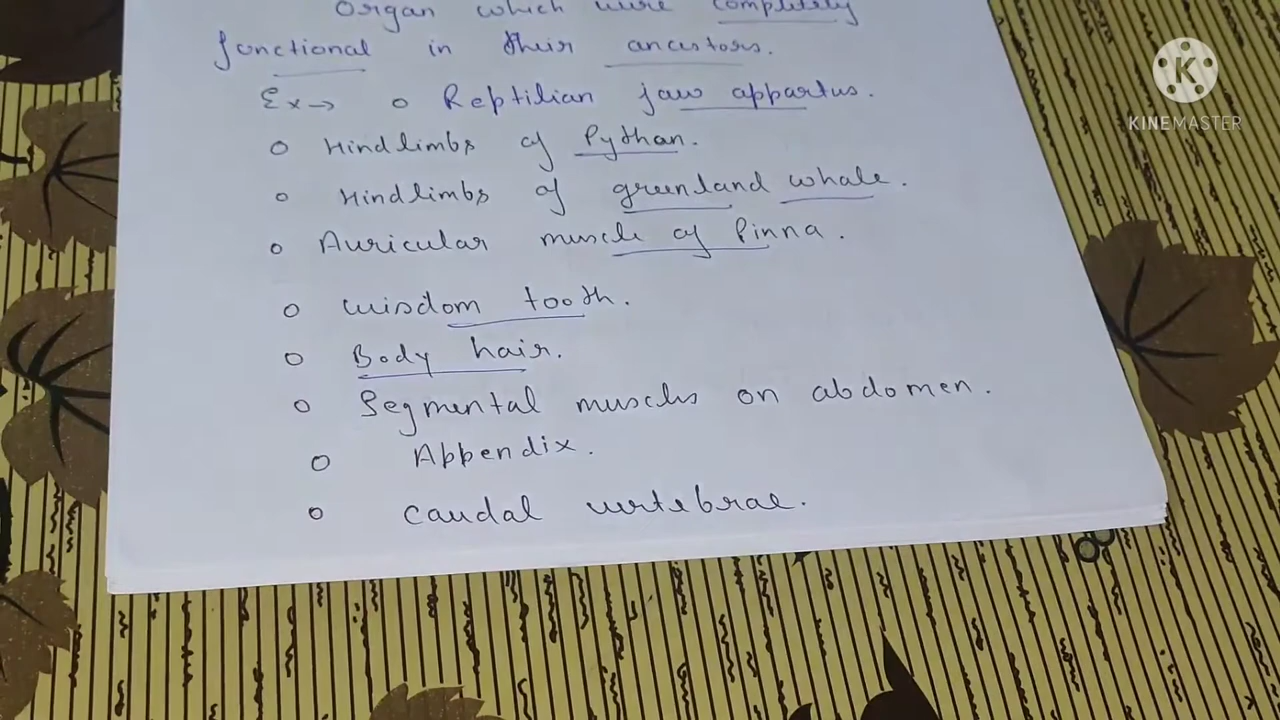 Organ which were completely
functional in their ancestors.
Ex→ o Reptilian jaw appartus.
o Hindlimbs of Pythan.
o Hindlimbs of greenland whale.
o Auricular muscle of Pinna.
o wisdom tooth.
o Body hair.
o Segmental muscles on abdomen.
o Appendix.
o caudal vertebrae.
K
KINEMASTER